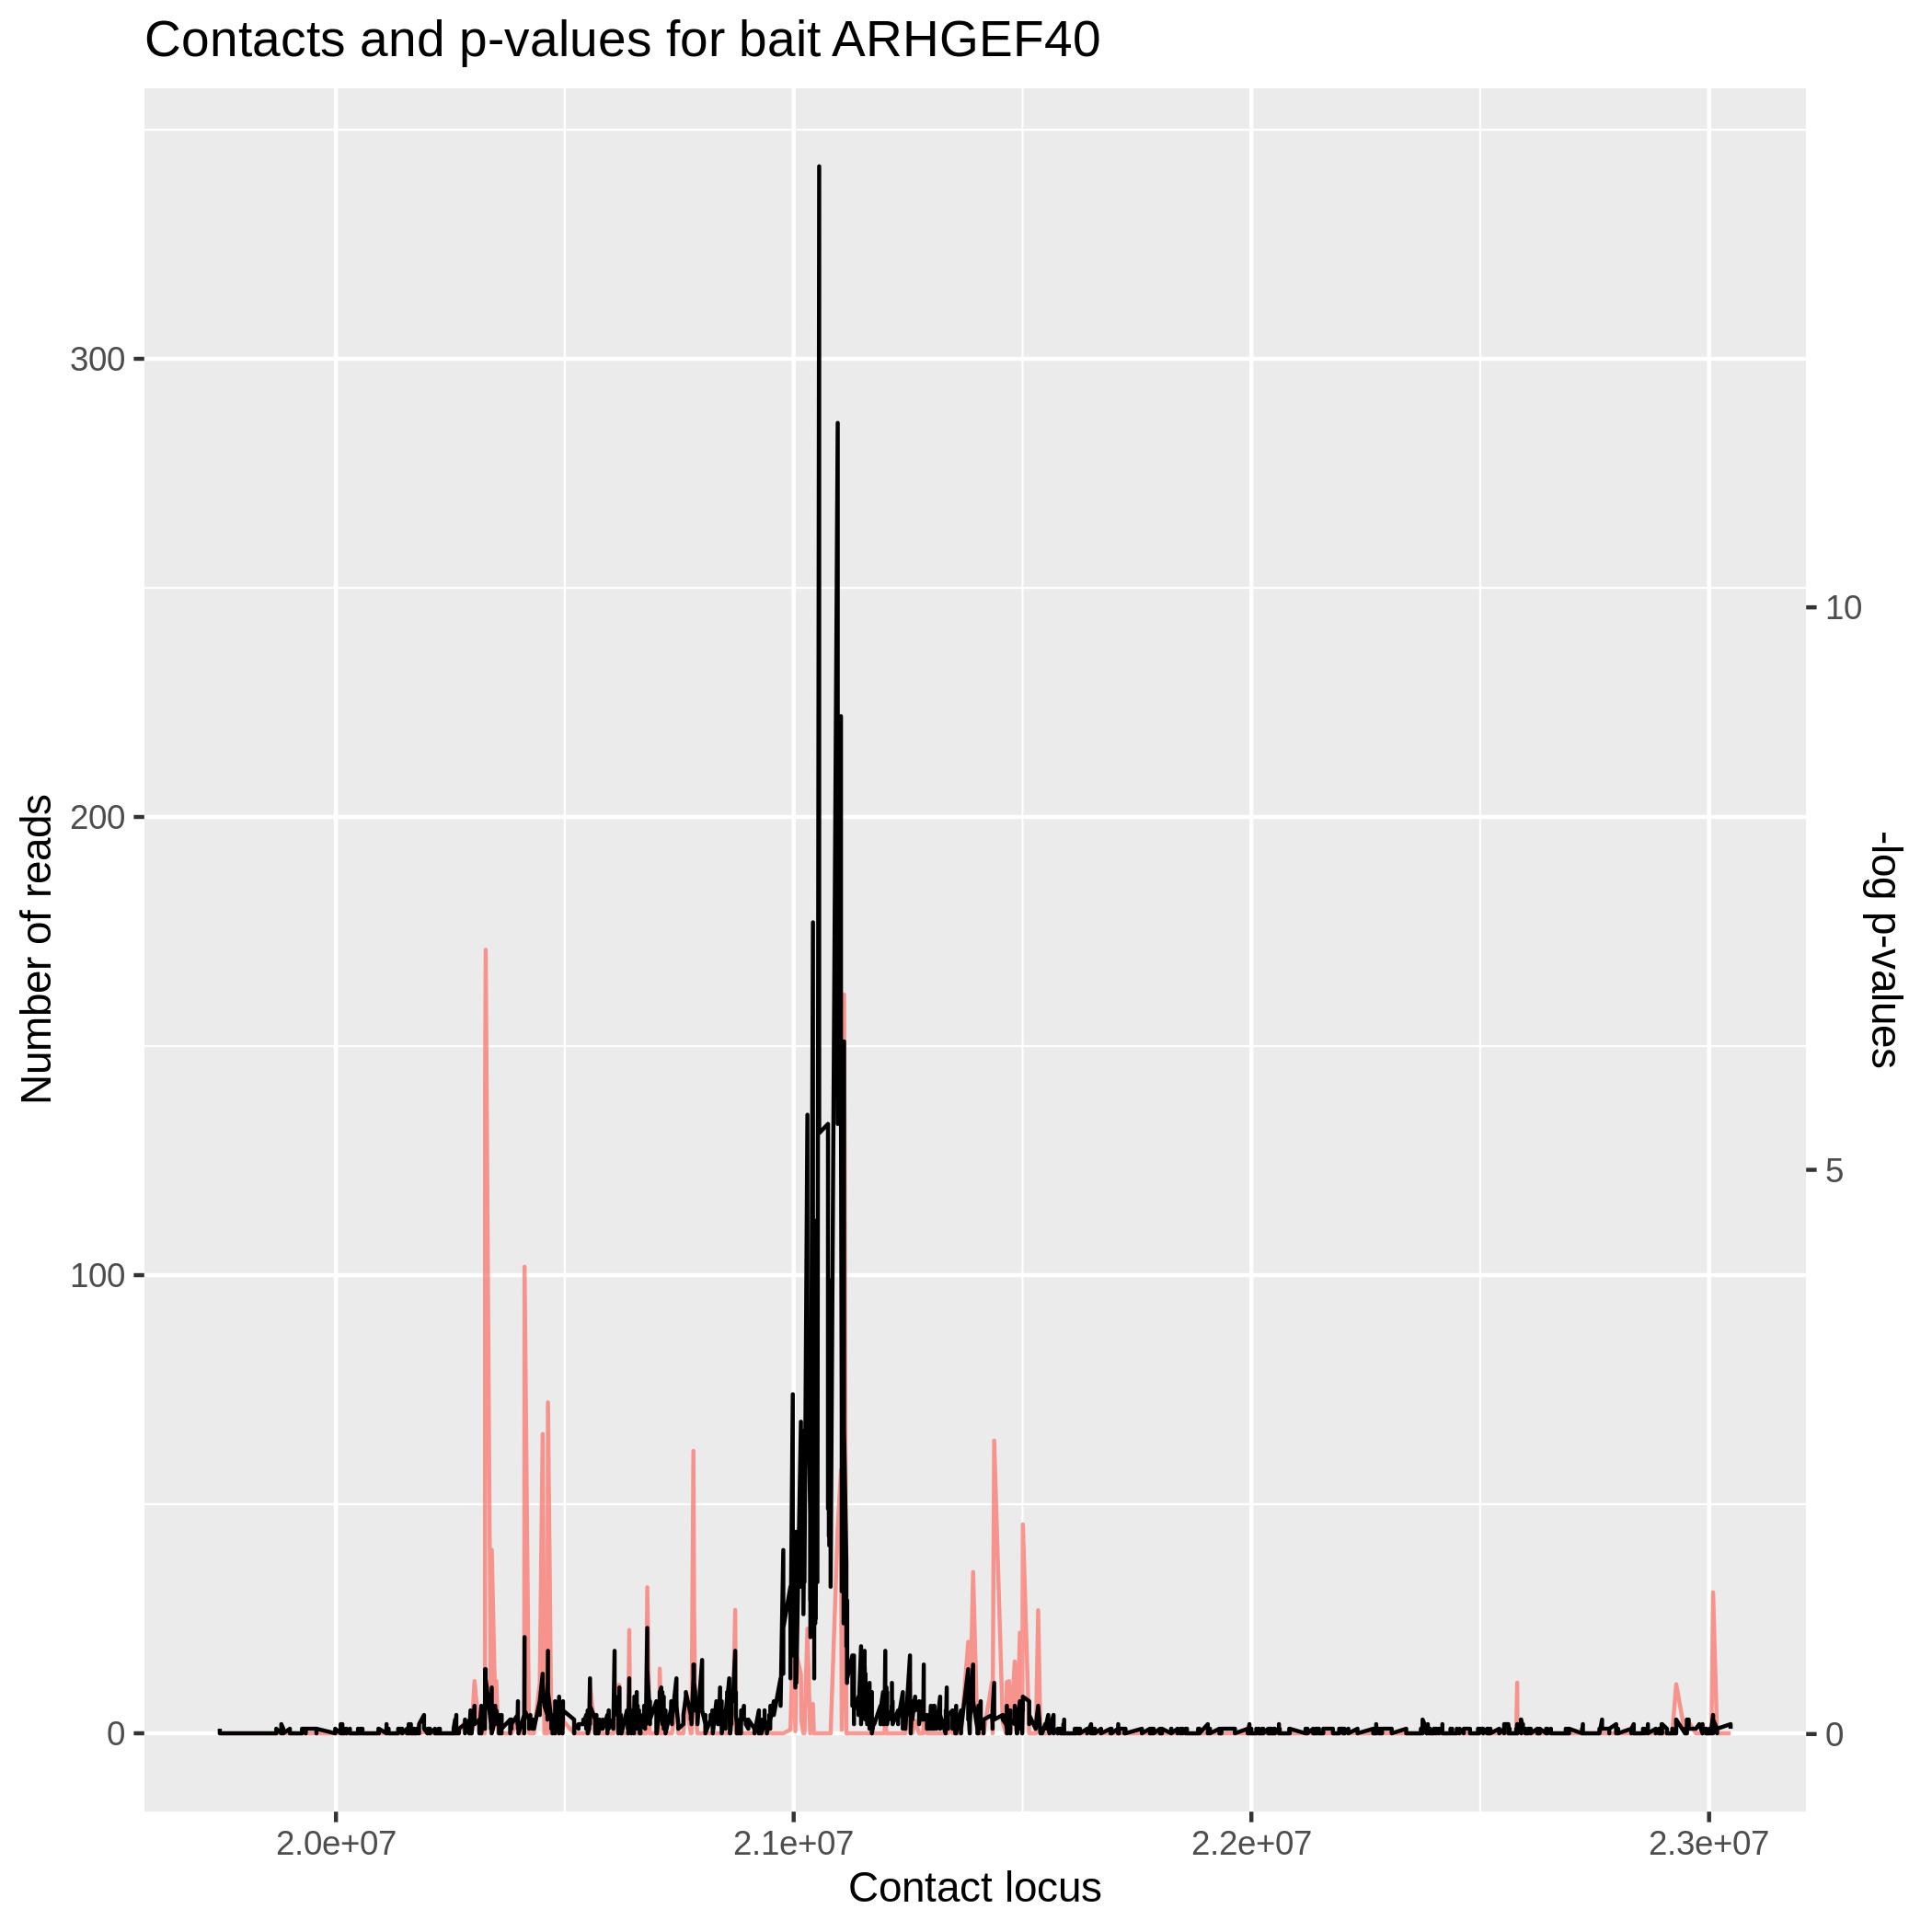 Contacts and p-values for bait ARHGEF40
300
200
100
0
Number of reads
10
5
0
-log p-values
2.0e+07
2.1e+07
2.2e+07
2.3e+07
Contact locus